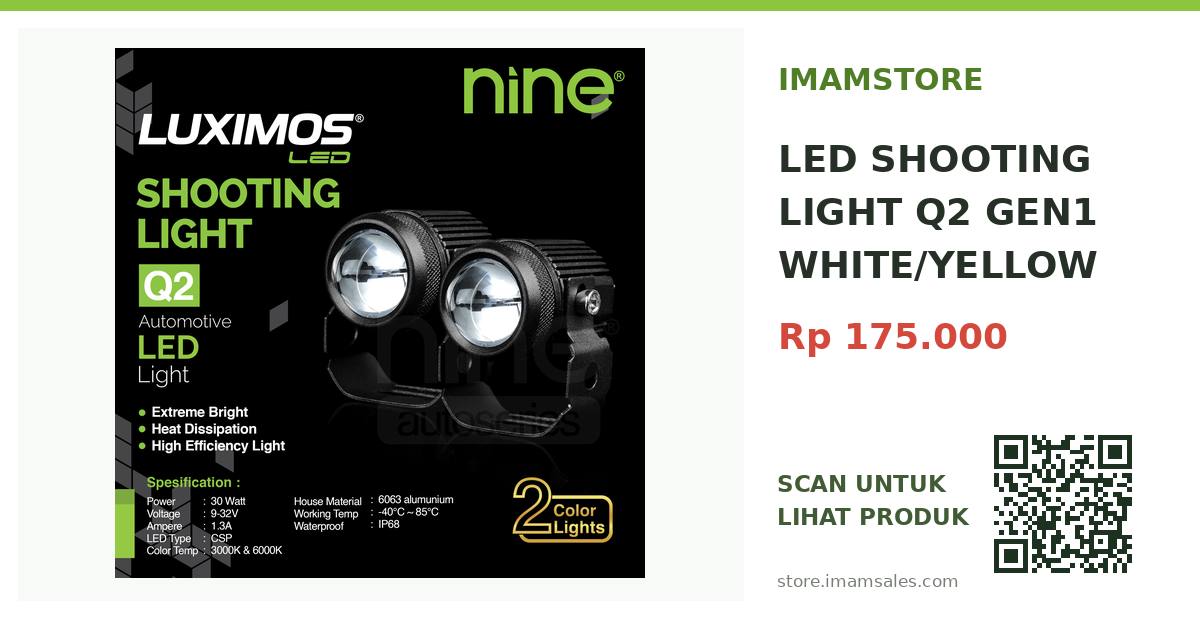 nine®
LUXIMOS®
LED
SHOOTING
LIGHT
Q2
Automotive
LED
Light
Extreme Bright
Heat Dissipation
High Efficiency Light
Spesification :
Power : 30 Watt
Voltage : 9-32V
Ampere : 1.3A
LED Type : CSP
Color Temp : 3000K & 6000K
House Material : 6063 alumunium
Working Temp : -40°C ~ 85°C
Waterproof : IP68
2 Color
Lights
nine®
autoseries
IMAMSTORE
LED SHOOTING
LIGHT Q2 GEN1
WHITE/YELLOW
Rp 175.000
SCAN UNTUK
LIHAT PRODUK
store.imamsales.com